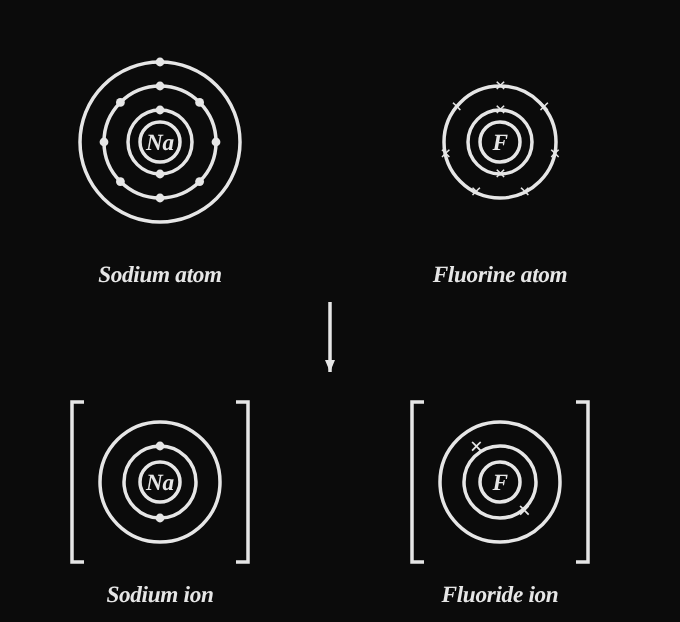 Na
F
Sodium atom
Fluorine atom
Na
F
Sodium ion
Fluoride ion